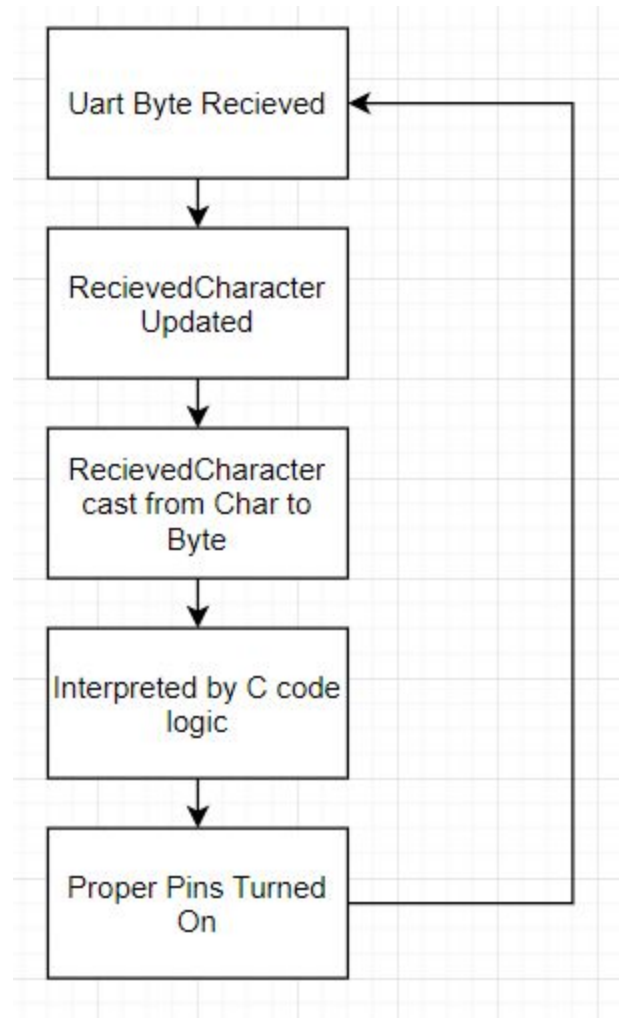 Uart Byte Recieved
RecievedCharacter
Updated
RecievedCharacter
cast from Char to
Byte
Interpreted by C code
logic
Proper Pins Turned
On